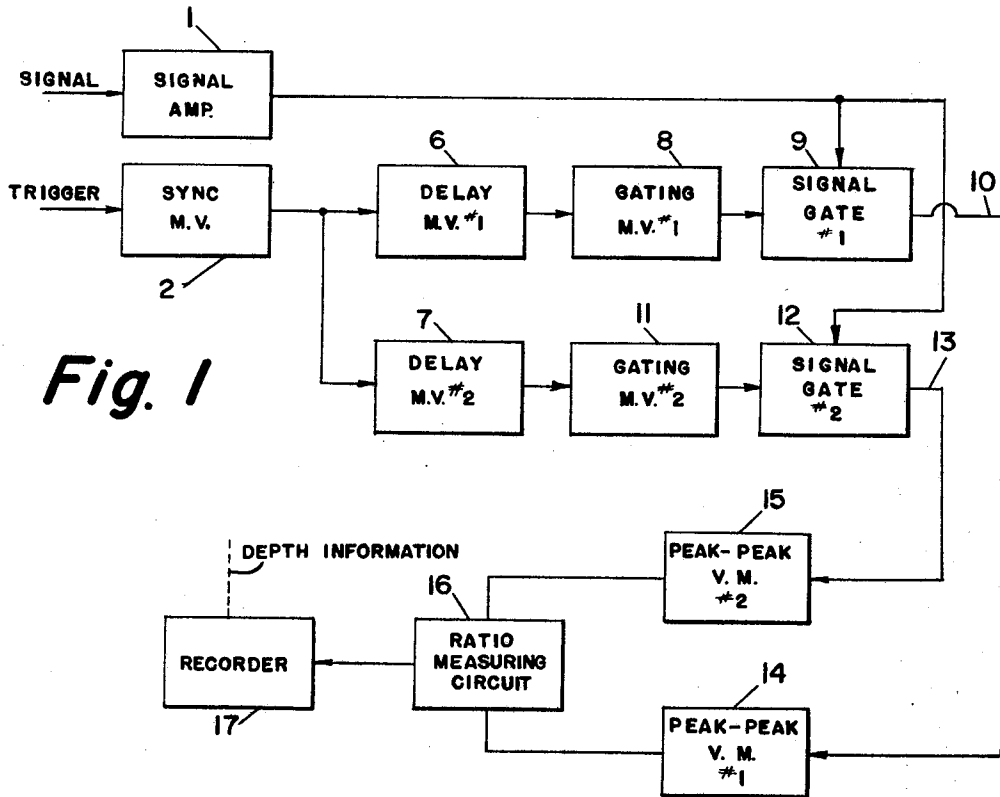 1
SIGNAL
SIGNAL
AMP.
TRIGGER
SYNC
M.V.
2
6
DELAY
M.V. #1
8
GATING
M.V. #1
9
SIGNAL
GATE
#1
10
7
DELAY
M.V. #2
11
GATING
M.V. #2
12
SIGNAL
GATE
#2
13
Fig. 1
15
PEAK-PEAK
V. M.
#2
DEPTH INFORMATION
16
RATIO
MEASURING
CIRCUIT
RECORDER
17
14
PEAK-PEAK
V. M.
#1